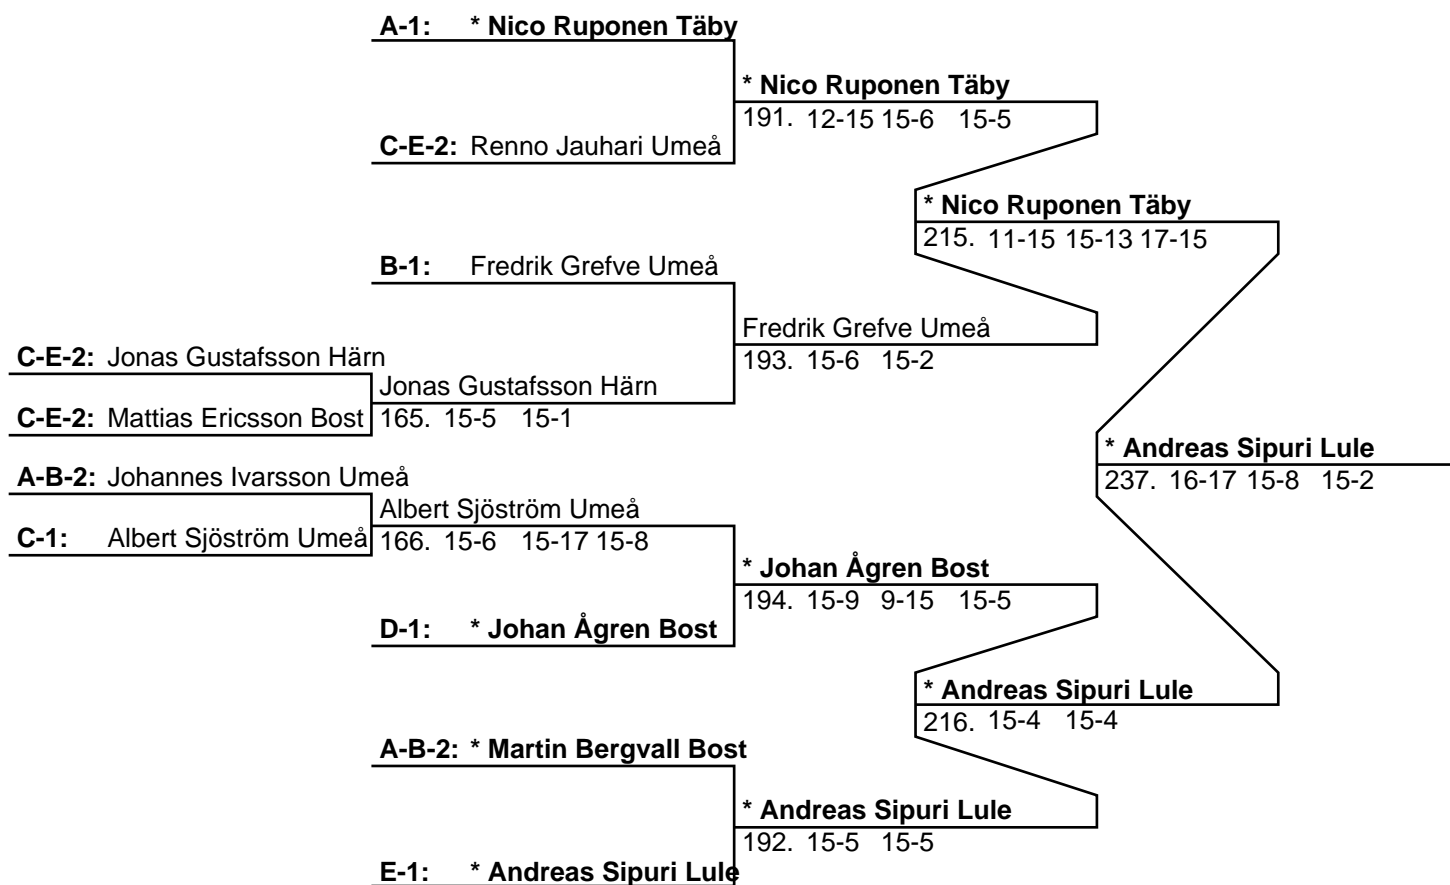 A-1: * Nico Ruponen Täby
* Nico Ruponen Täby
191. 12-15 15-6 15-5
C-E-2: Renno Jauhari Umeå
* Nico Ruponen Täby
215. 11-15 15-13 17-15
B-1: Fredrik Grefve Umeå
Fredrik Grefve Umeå
193. 15-6 15-2
C-E-2: Jonas Gustafsson Härn
Jonas Gustafsson Härn
165. 15-5 15-1
C-E-2: Mattias Ericsson Bost
* Andreas Sipuri Lule
237. 16-17 15-8 15-2
A-B-2: Johannes Ivarsson Umeå
Albert Sjöström Umeå
166. 15-6 15-17 15-8
C-1: Albert Sjöström Umeå
* Johan Ågren Bost
194. 15-9 9-15 15-5
D-1: * Johan Ågren Bost
* Andreas Sipuri Lule
216. 15-4 15-4
A-B-2: * Martin Bergvall Bost
* Andreas Sipuri Lule
192. 15-5 15-5
E-1: * Andreas Sipuri Lule